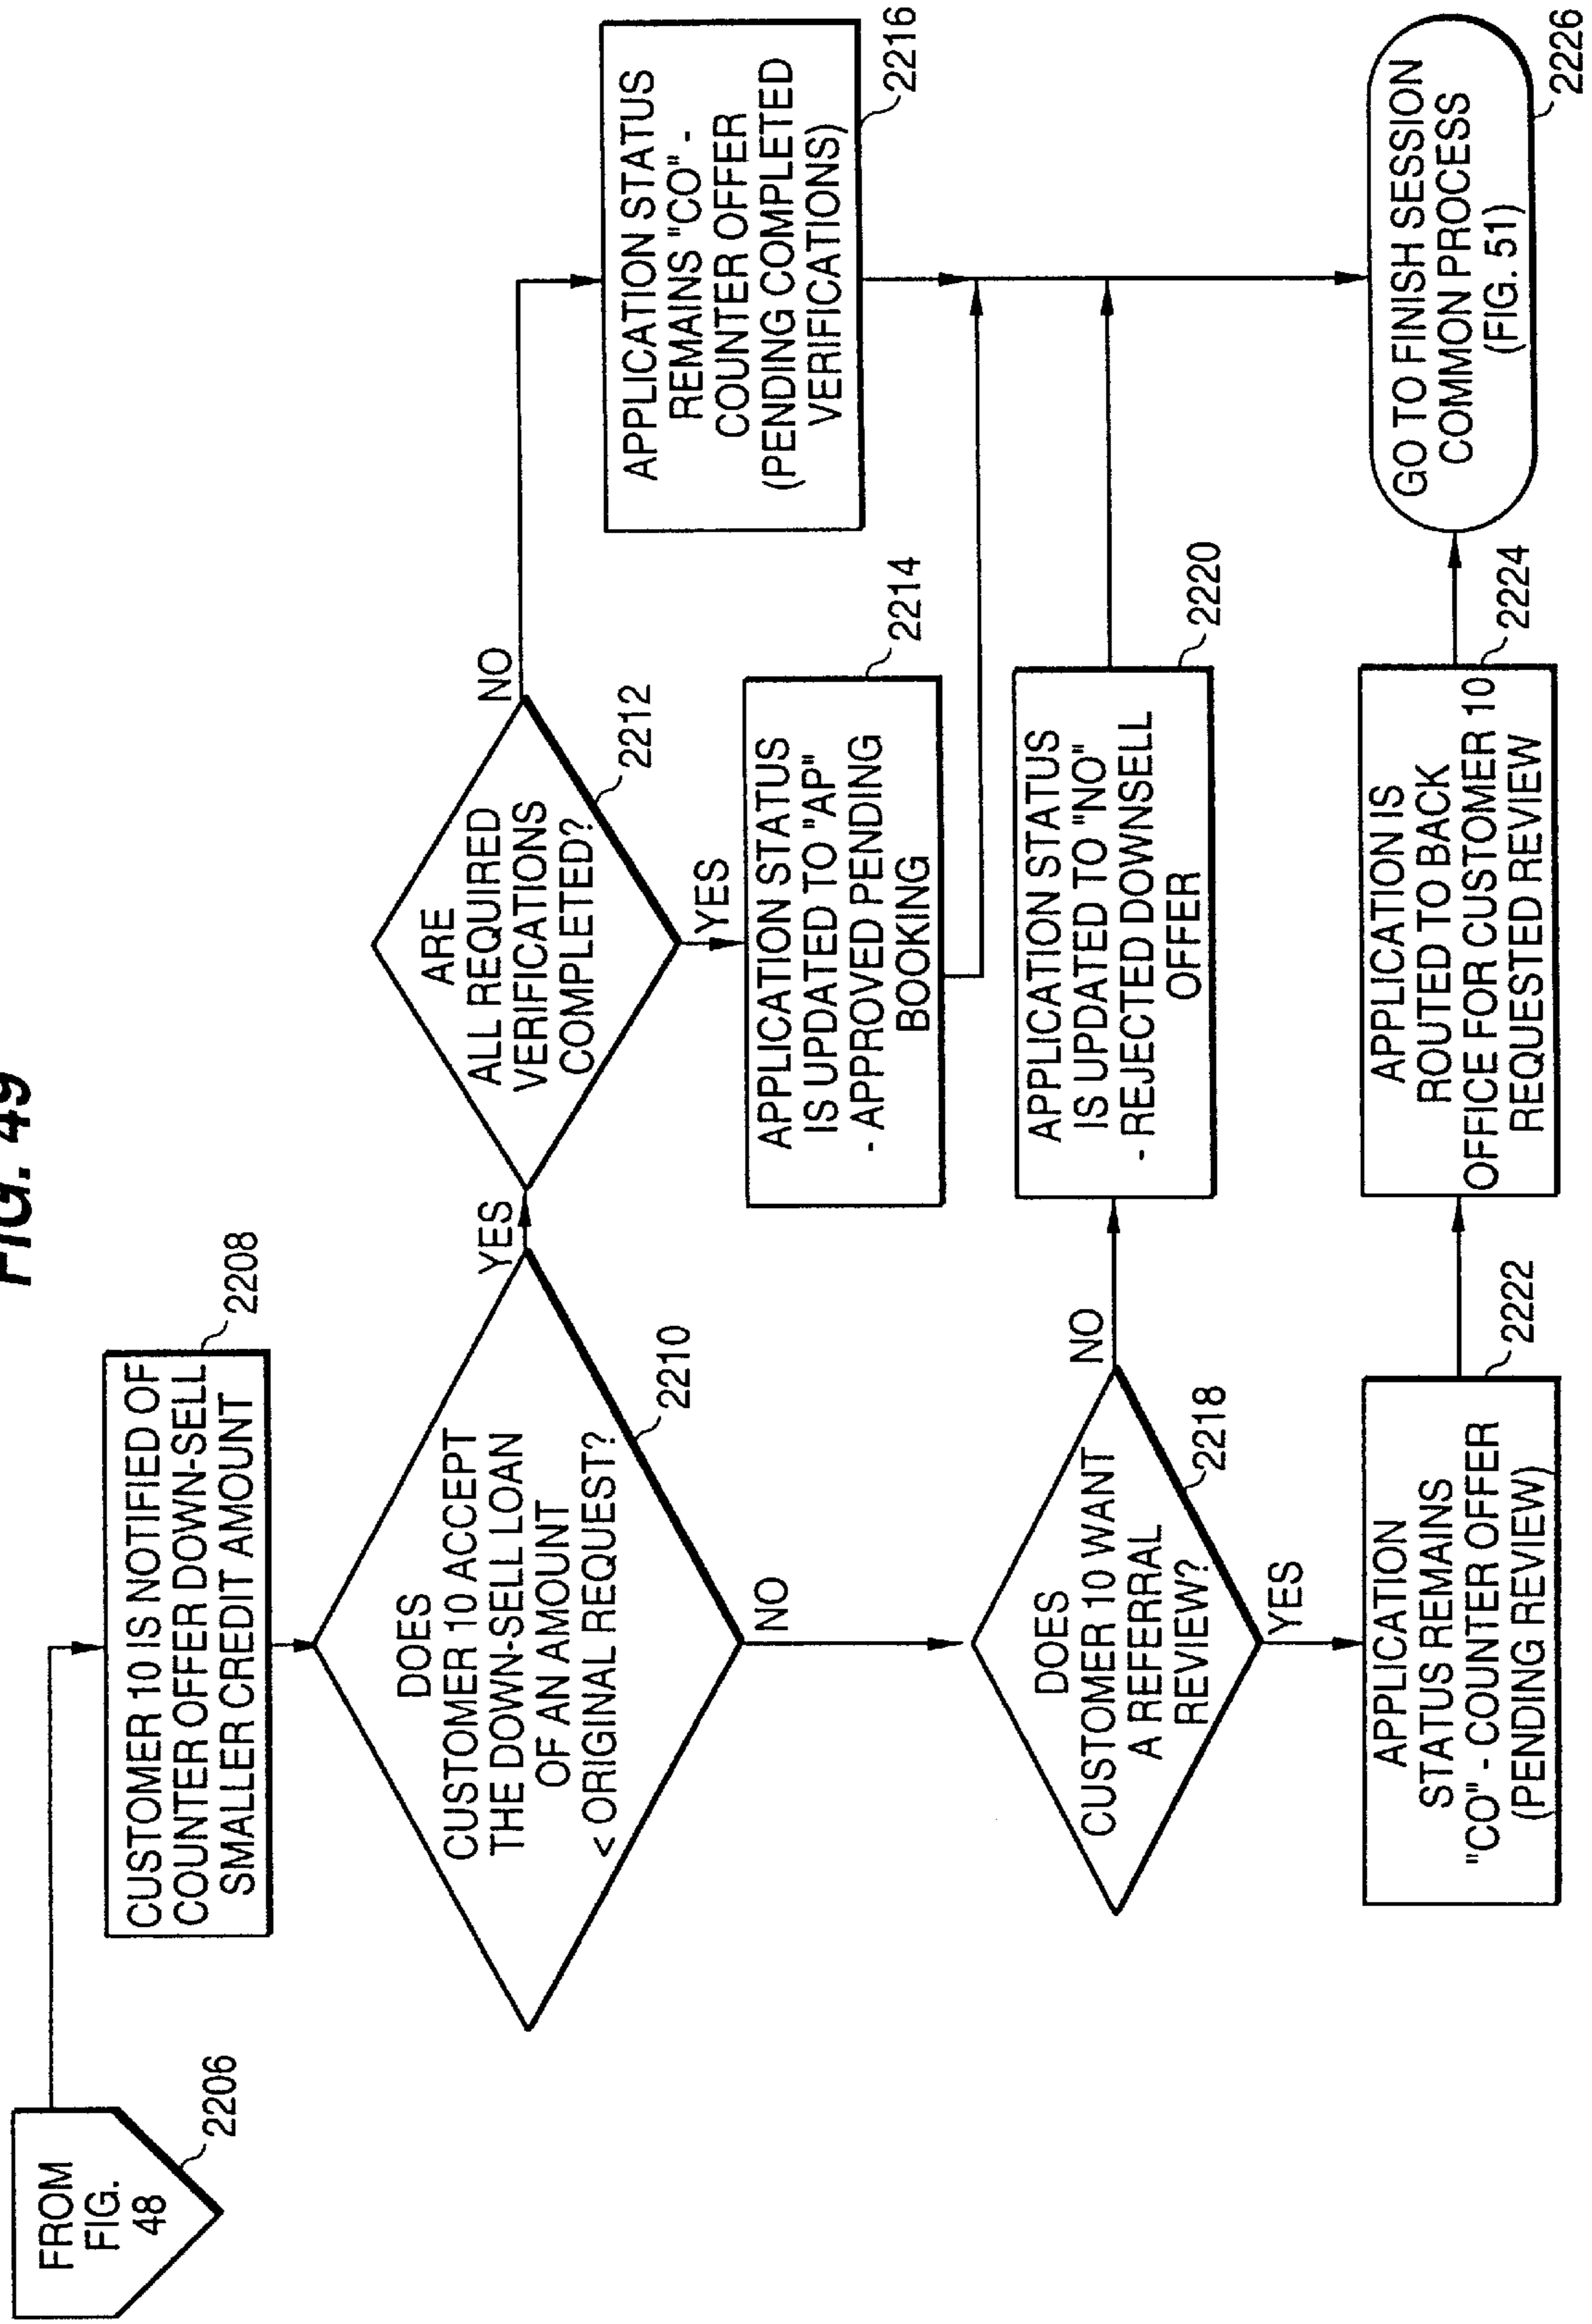 FIG. 49
FROM
FIG.
48
2206
CUSTOMER 10 IS NOTIFIED OF
COUNTER OFFER DOWN-SELL
SMALLER CREDIT AMOUNT
2208
DOES
CUSTOMER 10 ACCEPT
THE DOWN-SELL LOAN
OF AN AMOUNT
< ORIGINAL REQUEST?
2210
YES
NO
ARE
ALL REQUIRED
VERIFICATIONS
COMPLETED?
2212
NO
YES
APPLICATION STATUS
REMAINS "CO" -
COUNTER OFFER
(PENDING COMPLETED
VERIFICATIONS)
2216
APPLICATION STATUS
IS UPDATED TO "AP"
- APPROVED PENDING
BOOKING
2214
DOES
CUSTOMER 10 WANT
A REFERRAL
REVIEW?
2218
NO
YES
APPLICATION STATUS
IS UPDATED TO "NO"
- REJECTED DOWNSELL
OFFER
2220
APPLICATION
STATUS REMAINS
"CO" - COUNTER OFFER
(PENDING REVIEW)
2222
APPLICATION IS
ROUTED TO BACK
OFFICE FOR CUSTOMER 10
REQUESTED REVIEW
2224
GO TO FINISH SESSION
COMMON PROCESS
(FIG. 51)
2226